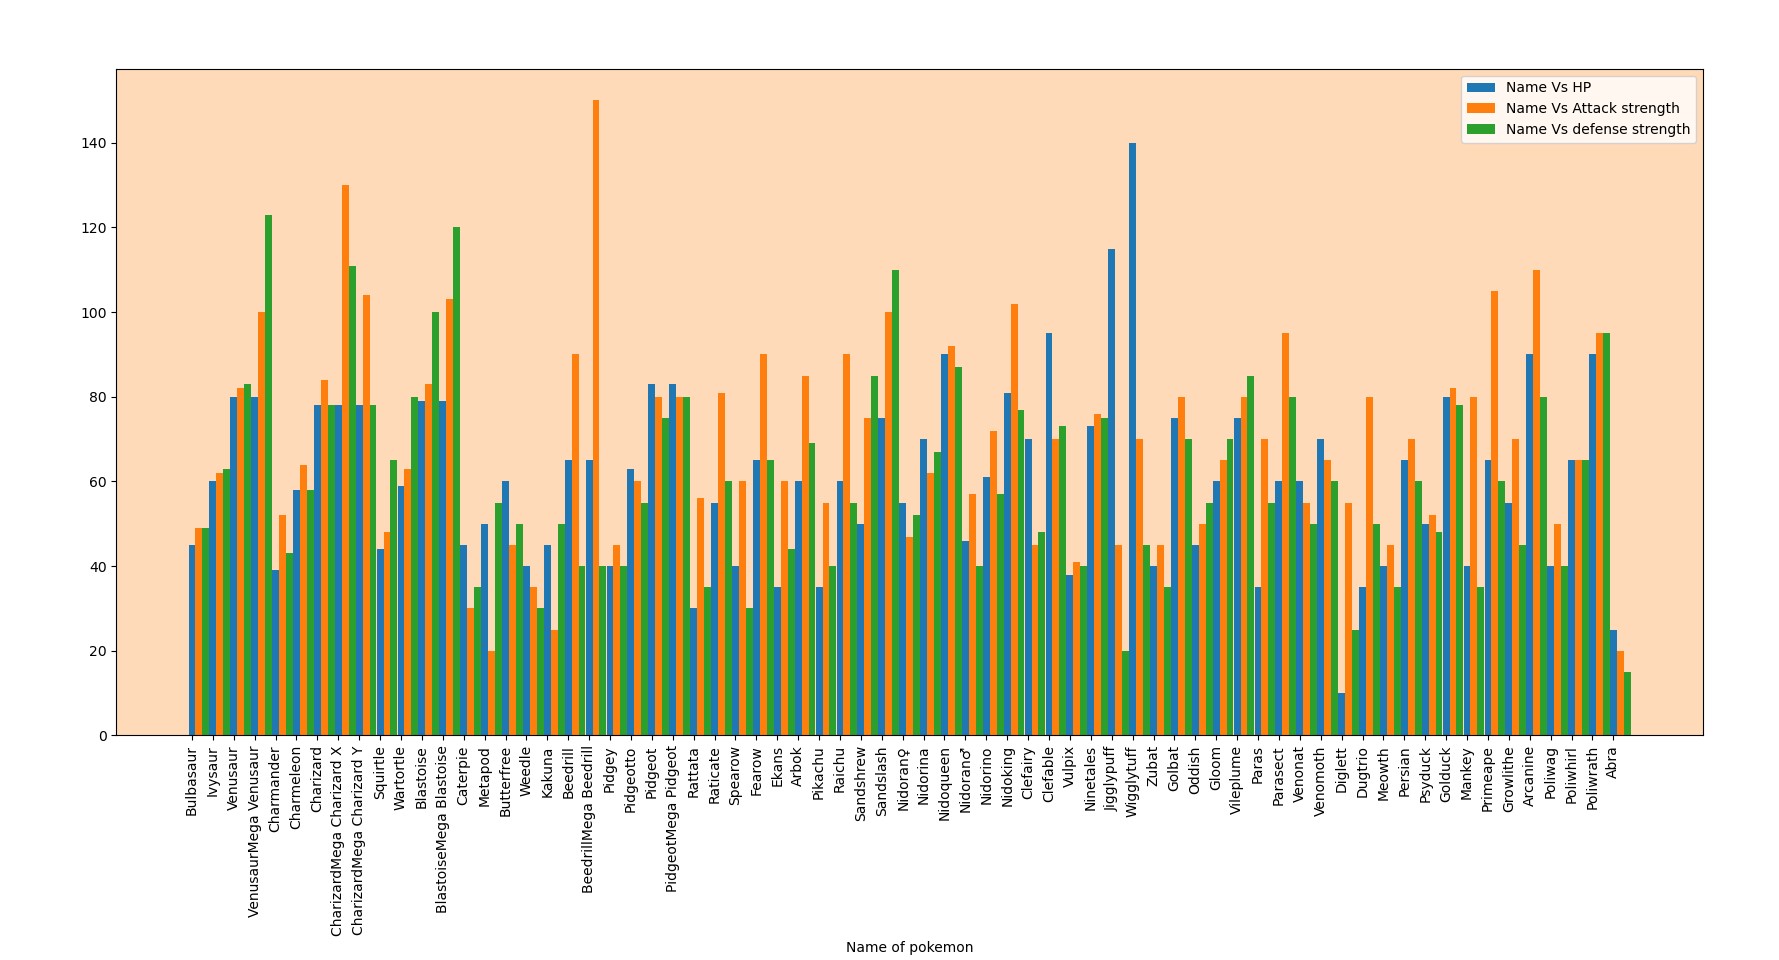 Name Vs HP
Name Vs Attack strength
Name Vs defense strength
140
120
100
80
60
40
20
0
Bulbasaur
Ivysaur
Venusaur
VenusaurMega Venusaur
Charmander
Charmeleon
Charizard
CharizardMega Charizard X
CharizardMega Charizard Y
Squirtle
Wartortle
Blastoise
BlastoiseMega Blastoise
Caterpie
Metapod
Butterfree
Weedle
Kakuna
Beedrill
BeedrillMega Beedrill
Pidgey
Pidgeotto
Pidgeot
PidgeotMega Pidgeot
Rattata
Raticate
Spearow
Fearow
Ekans
Arbok
Pikachu
Raichu
Sandshrew
Sandslash
Nidoran♀
Nidorina
Nidoqueen
Nidoran♂
Nidorino
Nidoking
Clefairy
Clefable
Vulpix
Ninetales
Jigglypuff
Wigglytuff
Zubat
Golbat
Oddish
Gloom
Vileplume
Paras
Parasect
Venonat
Venomoth
Diglett
Dugtrio
Meowth
Persian
Psyduck
Golduck
Mankey
Primeape
Growlithe
Arcanine
Poliwag
Poliwhirl
Poliwrath
Abra
Name of pokemon